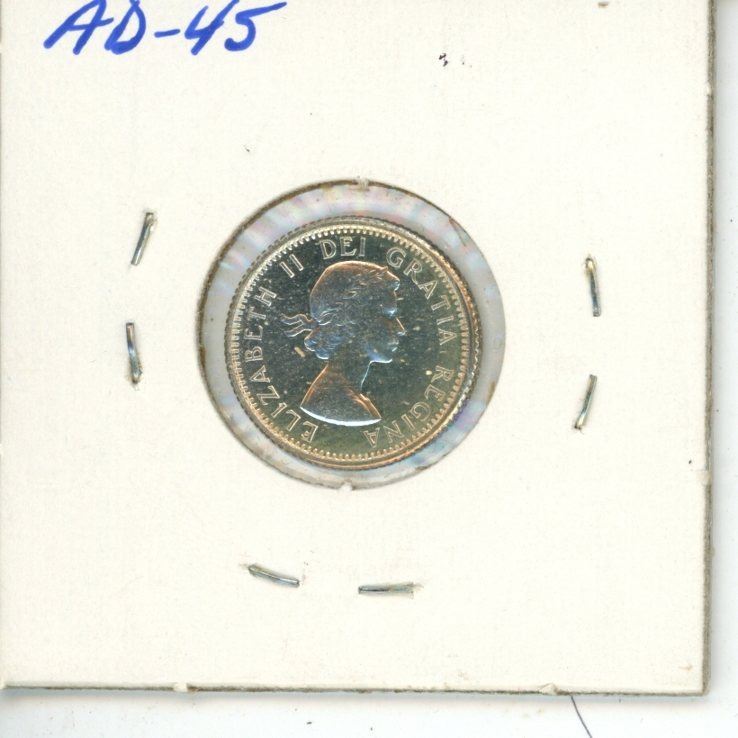 AD-45
ELIZABETH II DEI GRATIA REGINA